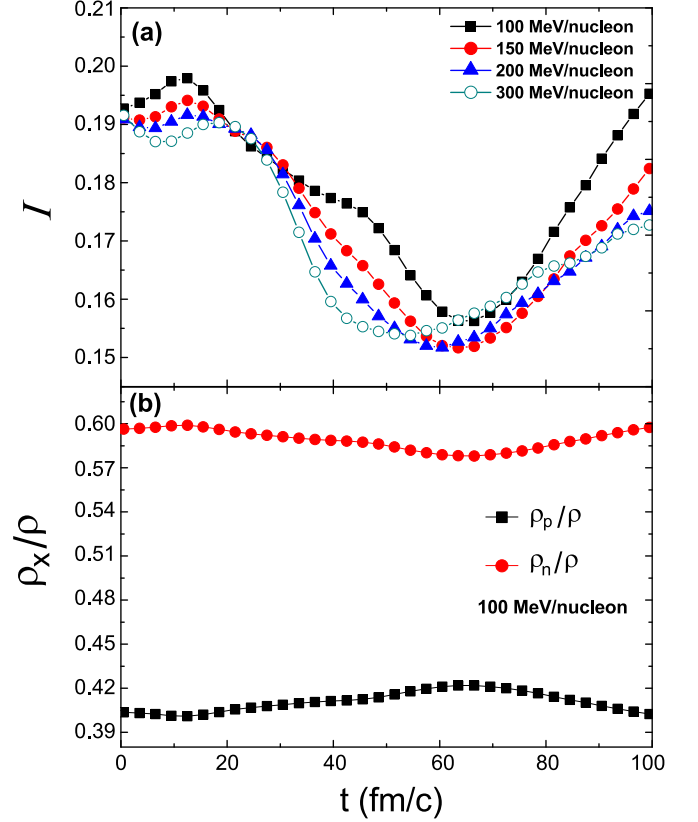 (a)
100 MeV/nucleon
150 MeV/nucleon
200 MeV/nucleon
300 MeV/nucleon
0.21
0.20
0.19
0.18
0.17
0.16
0.15
I
(b)
0.60
0.57
0.54
0.51
0.48
0.45
0.42
0.39
ρx/ρ
ρp/ρ
ρn/ρ
100 MeV/nucleon
0 20 40 60 80 100
t (fm/c)